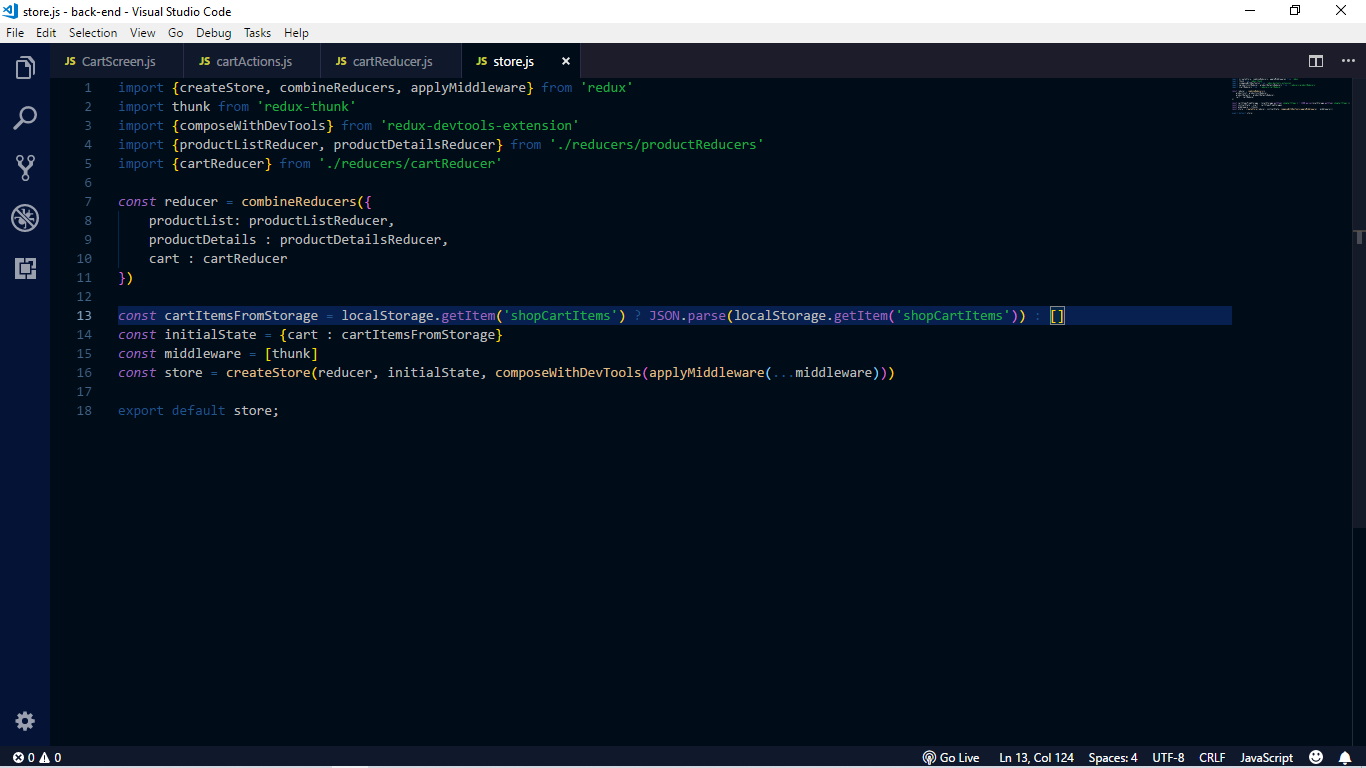 store.js - back-end - Visual Studio Code
File Edit Selection View Go Debug Tasks Help
JS CartScreen.js JS cartActions.js JS cartReducer.js JS store.js ×
1 import {createStore, combineReducers, applyMiddleware} from 'redux'
2 import thunk from 'redux-thunk'
3 import {composeWithDevTools} from 'redux-devtools-extension'
4 import {productListReducer, productDetailsReducer} from './reducers/productReducers'
5 import {cartReducer} from './reducers/cartReducer'
6
7 const reducer = combineReducers({
8     productList: productListReducer,
9     productDetails : productDetailsReducer,
10     cart : cartReducer
11 })
12
13 const cartItemsFromStorage = localStorage.getItem('shopCartItems') ? JSON.parse(localStorage.getItem('shopCartItems')) : []
14 const initialState = {cart : cartItemsFromStorage}
15 const middleware = [thunk]
16 const store = createStore(reducer, initialState, composeWithDevTools(applyMiddleware(...middleware)))
17
18 export default store;
0 0 Go Live Ln 13, Col 124 Spaces: 4 UTF-8 CRLF JavaScript